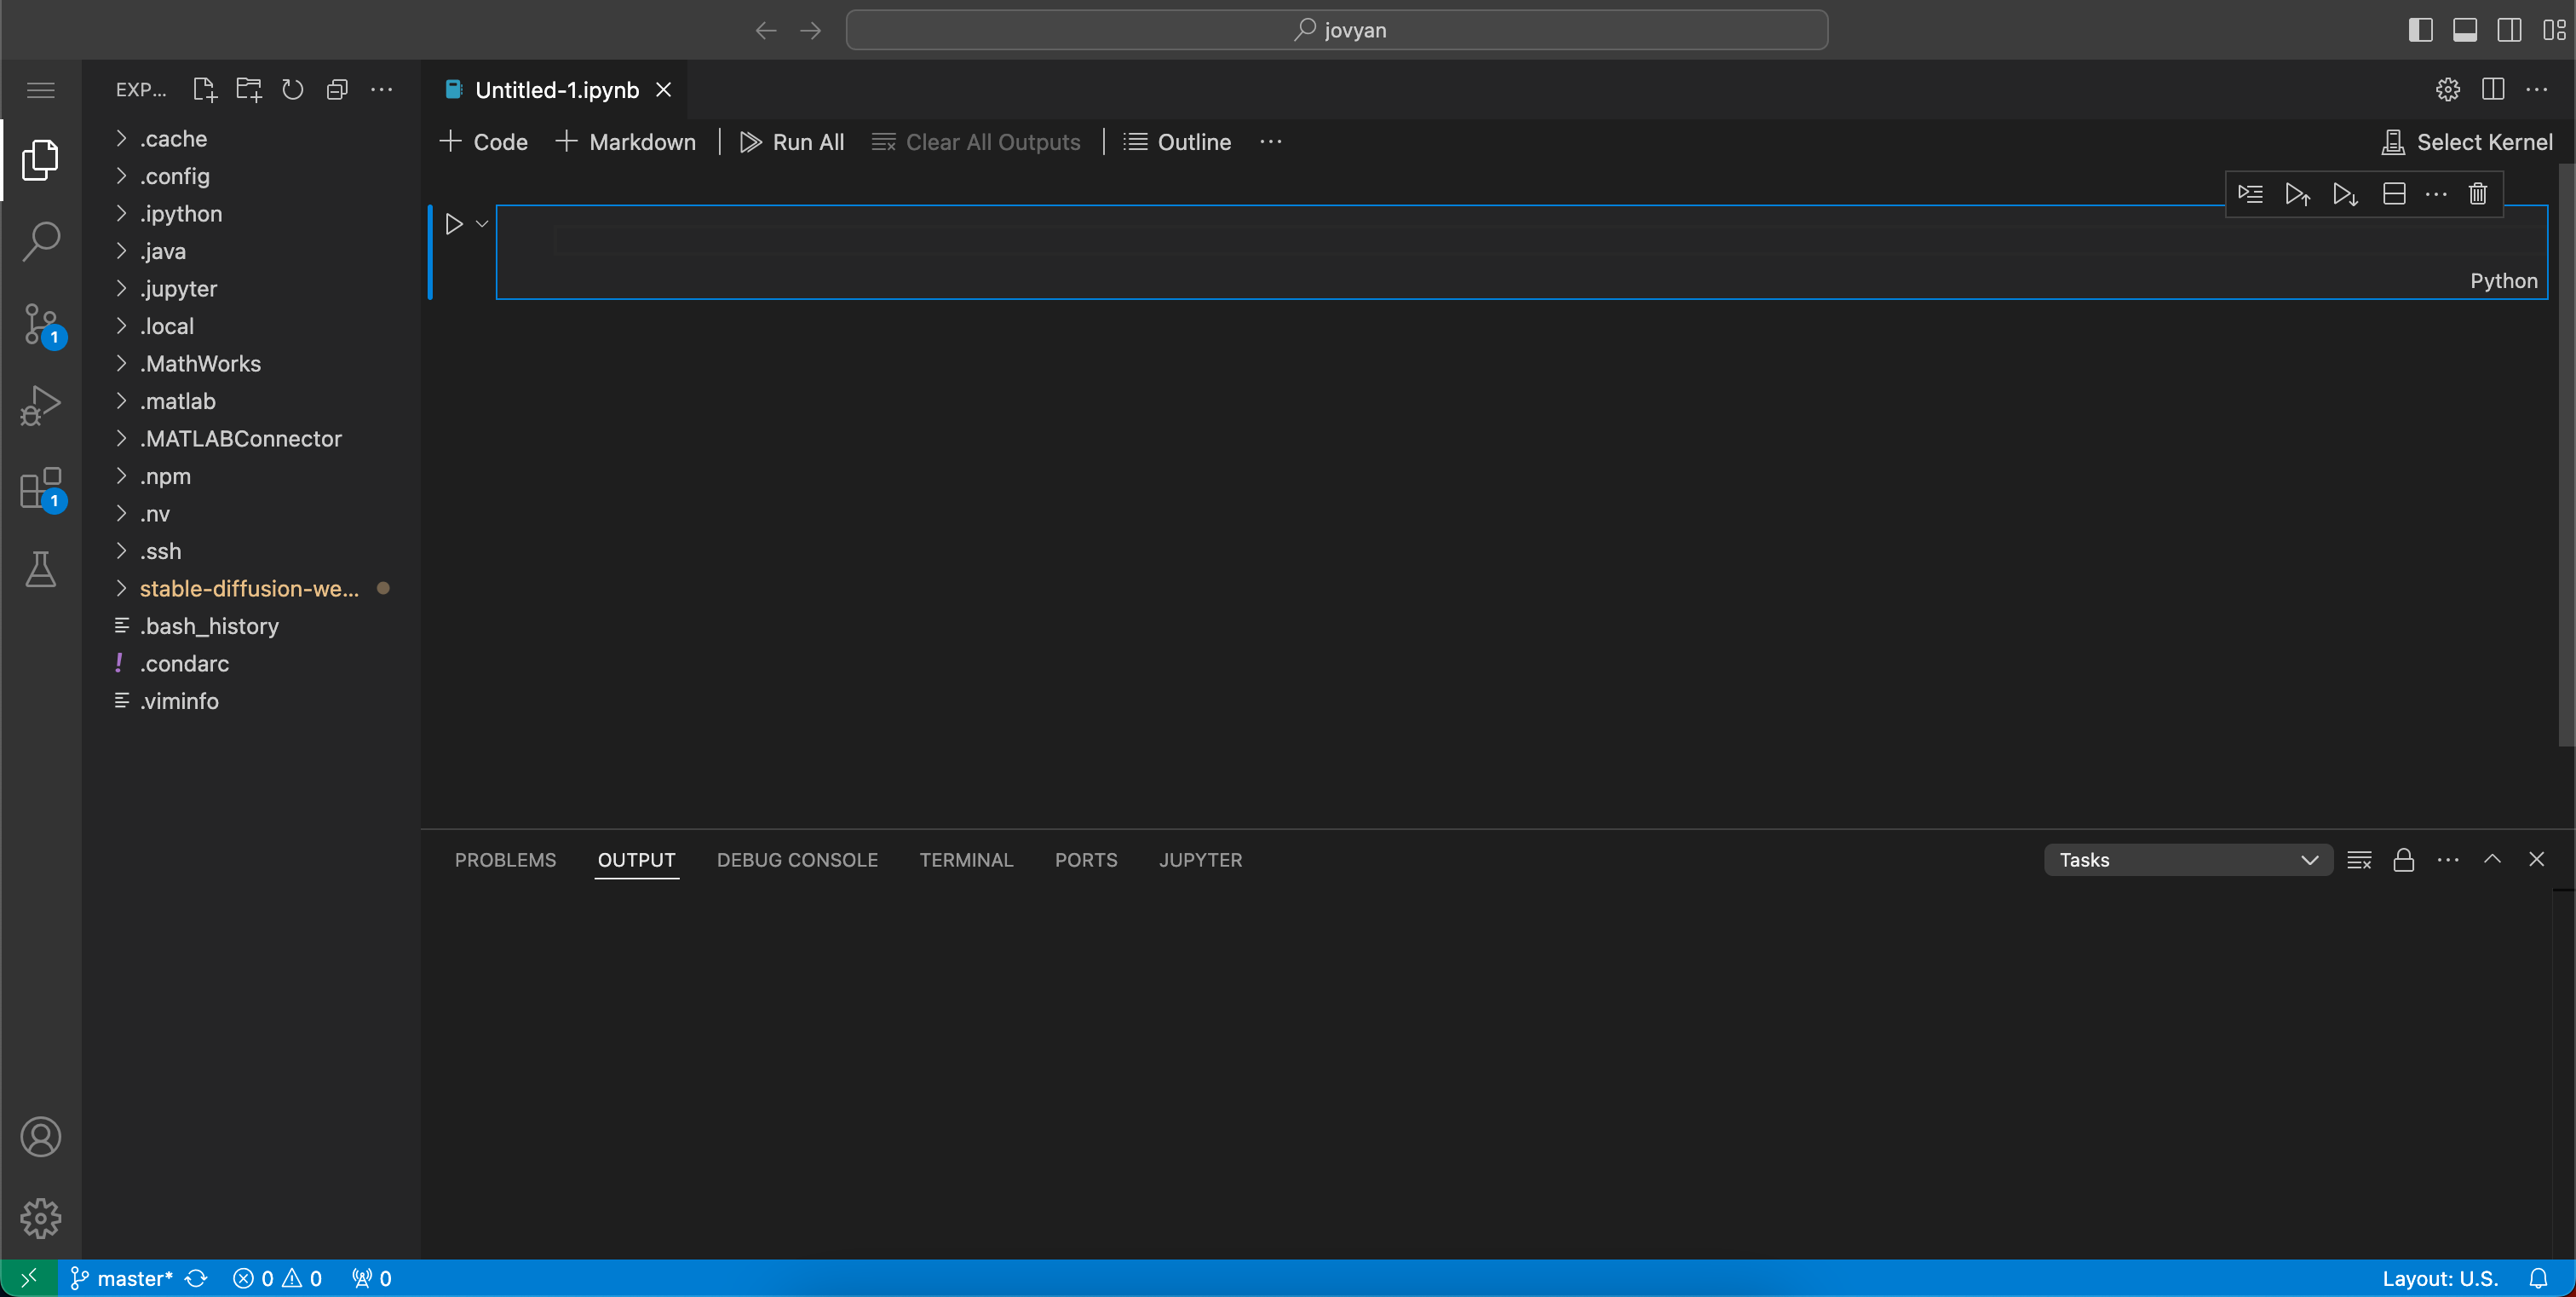 jovyan
EXP...
Untitled-1.ipynb
Code
Markdown
Run All
Clear All Outputs
Outline
Select Kernel
.cache
.config
.ipython
.java
.jupyter
.local
.MathWorks
.matlab
.MATLABConnector
.npm
.nv
.ssh
stable-diffusion-we...
.bash_history
.condarc
.viminfo
1
1
Python
PROBLEMS
OUTPUT
DEBUG CONSOLE
TERMINAL
PORTS
JUPYTER
Tasks
master*
0
0
0
Layout: U.S.